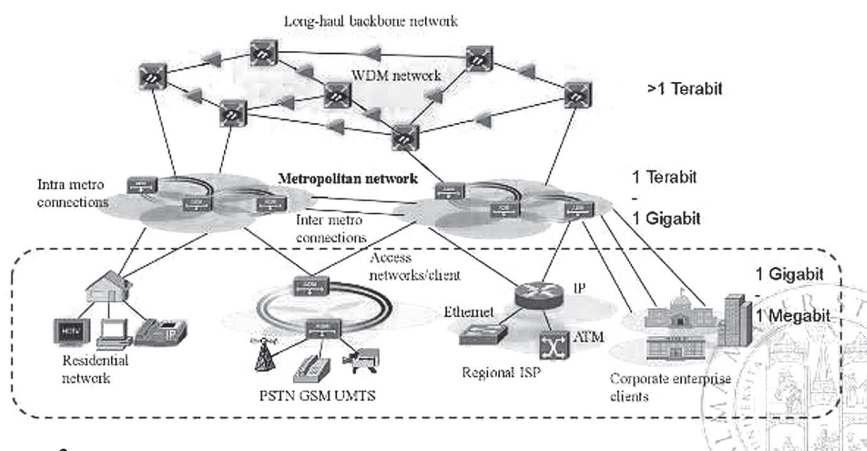 Long-haul backbone network
WDM network
>1 Terabit
Intra metro
connections
Metropolitan network
1 Terabit
-
1 Gigabit
Inter metro
connections
Access
networks/client
1 Gigabit
-
1 Megabit
IP
Ethernet
ATM
HDTV
IP
Residential
network
PSTN GSM UMTS
Regional ISP
Corporate enterprise
clients